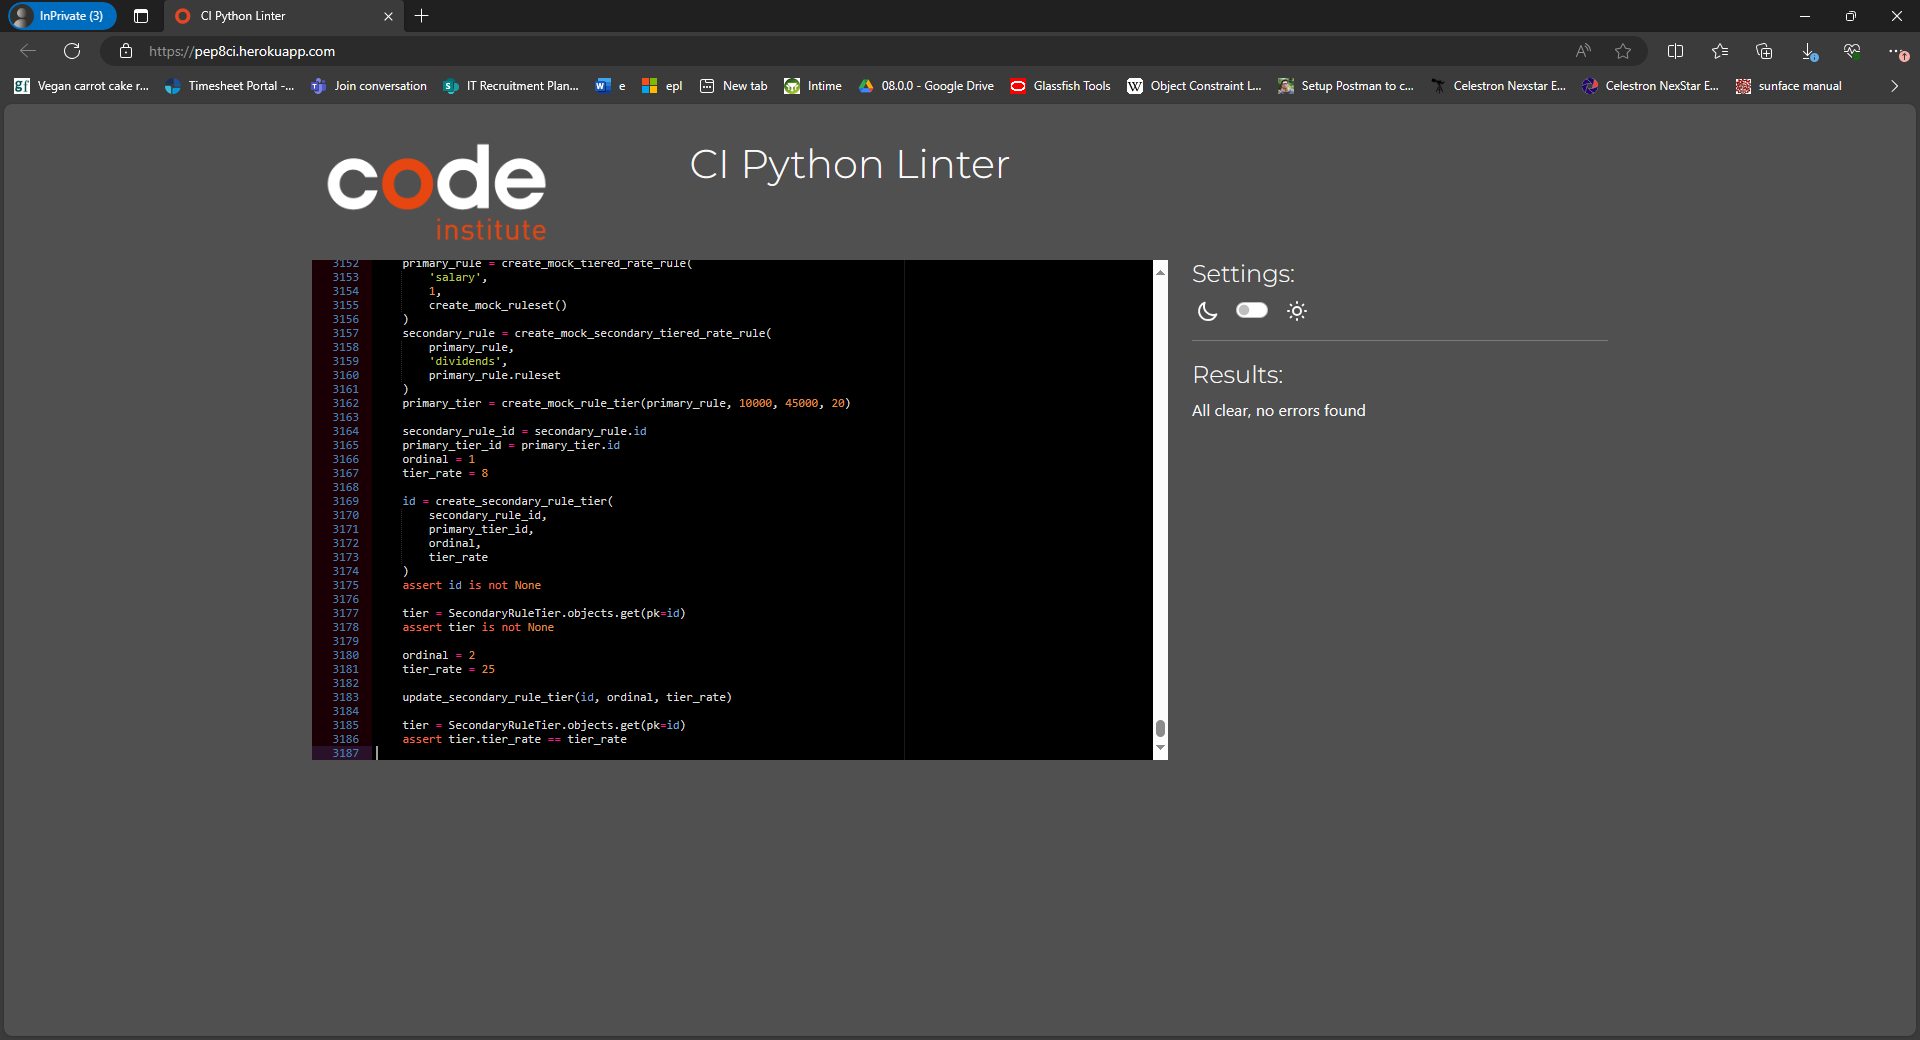 InPrivate (3)
CI Python Linter
https://pep8ci.herokuapp.com
Vegan carrot cake r...
Timesheet Portal -...
Join conversation
IT Recruitment Plan...
e
epl
New tab
Intime
08.0.0 - Google Drive
Glassfish Tools
Object Constraint L...
Setup Postman to c...
Celestron Nexstar E...
Celestron NexStar E...
sunface manual
code
institute
CI Python Linter
3152 primary_rule = create_mock_tiered_rate_rule(
3153 'salary',
3154 1,
3155 create_mock_ruleset()
3156 )
3157 secondary_rule = create_mock_secondary_tiered_rate_rule(
3158 primary_rule,
3159 'dividends',
3160 primary_rule.ruleset
3161 )
3162 primary_tier = create_mock_rule_tier(primary_rule, 10000, 45000, 20)
3163
3164 secondary_rule_id = secondary_rule.id
3165 primary_tier_id = primary_tier.id
3166 ordinal = 1
3167 tier_rate = 8
3168
3169 id = create_secondary_rule_tier(
3170 secondary_rule_id,
3171 primary_tier_id,
3172 ordinal,
3173 tier_rate
3174 )
3175 assert id is not None
3176
3177 tier = SecondaryRuleTier.objects.get(pk=id)
3178 assert tier is not None
3179
3180 ordinal = 2
3181 tier_rate = 25
3182
3183 update_secondary_rule_tier(id, ordinal, tier_rate)
3184
3185 tier = SecondaryRuleTier.objects.get(pk=id)
3186 assert tier.tier_rate == tier_rate
3187
Settings:
Results:
All clear, no errors found